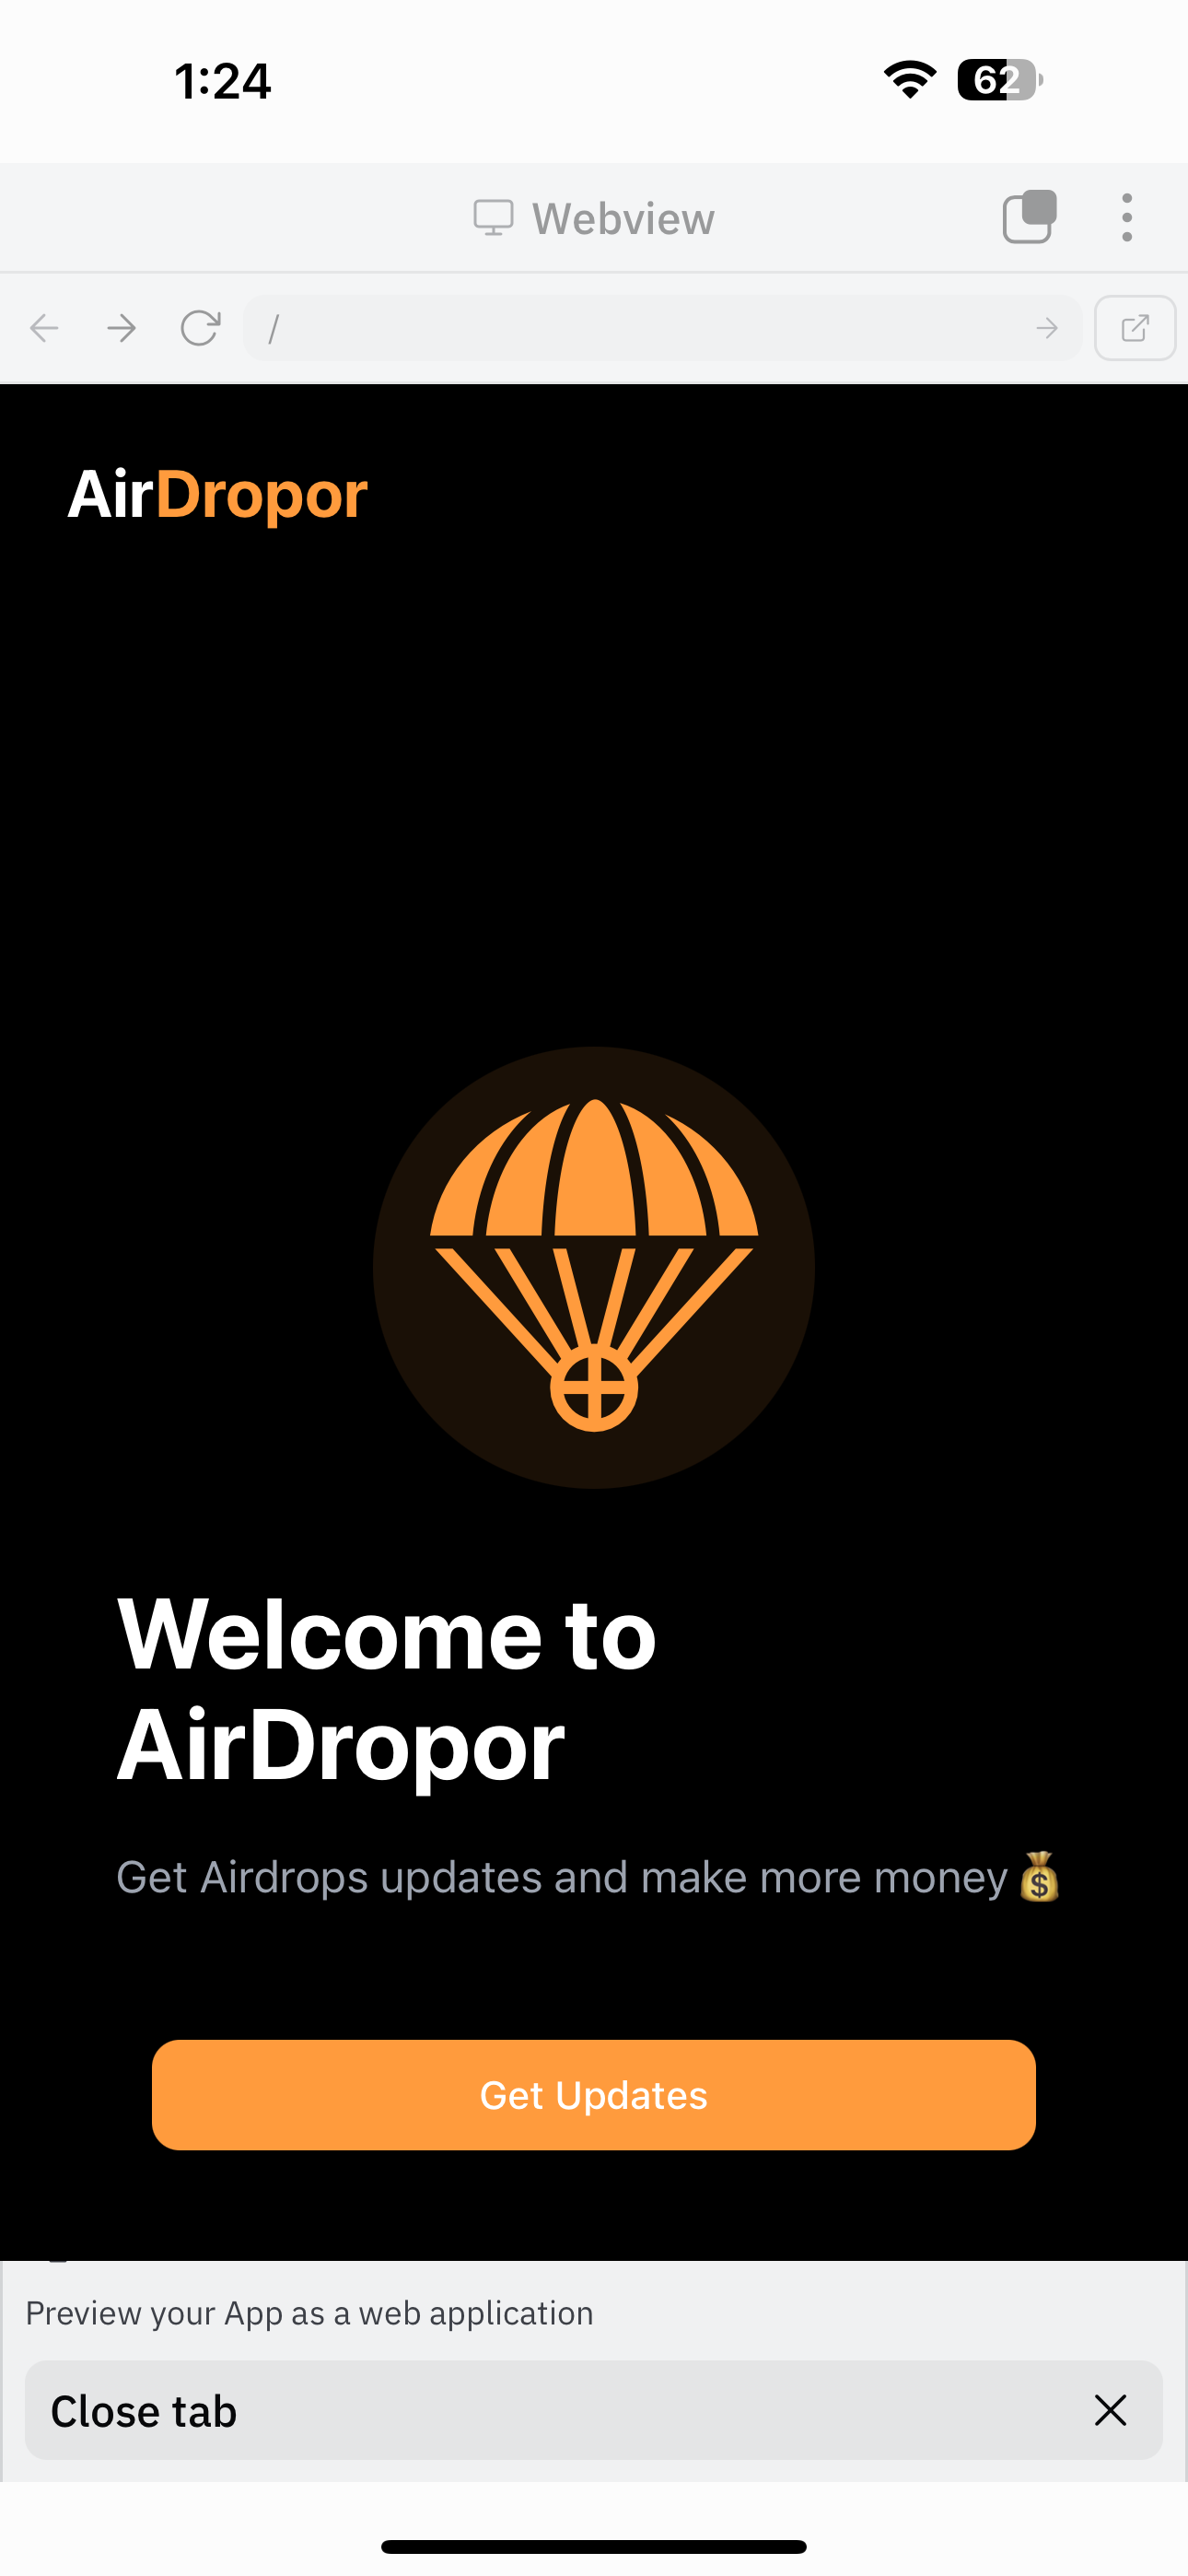 1:24
62
Webview
/
AirDropor
Welcome to
AirDropor
Get Airdrops updates and make more money💰
Get Updates
Preview your App as a web application
Close tab